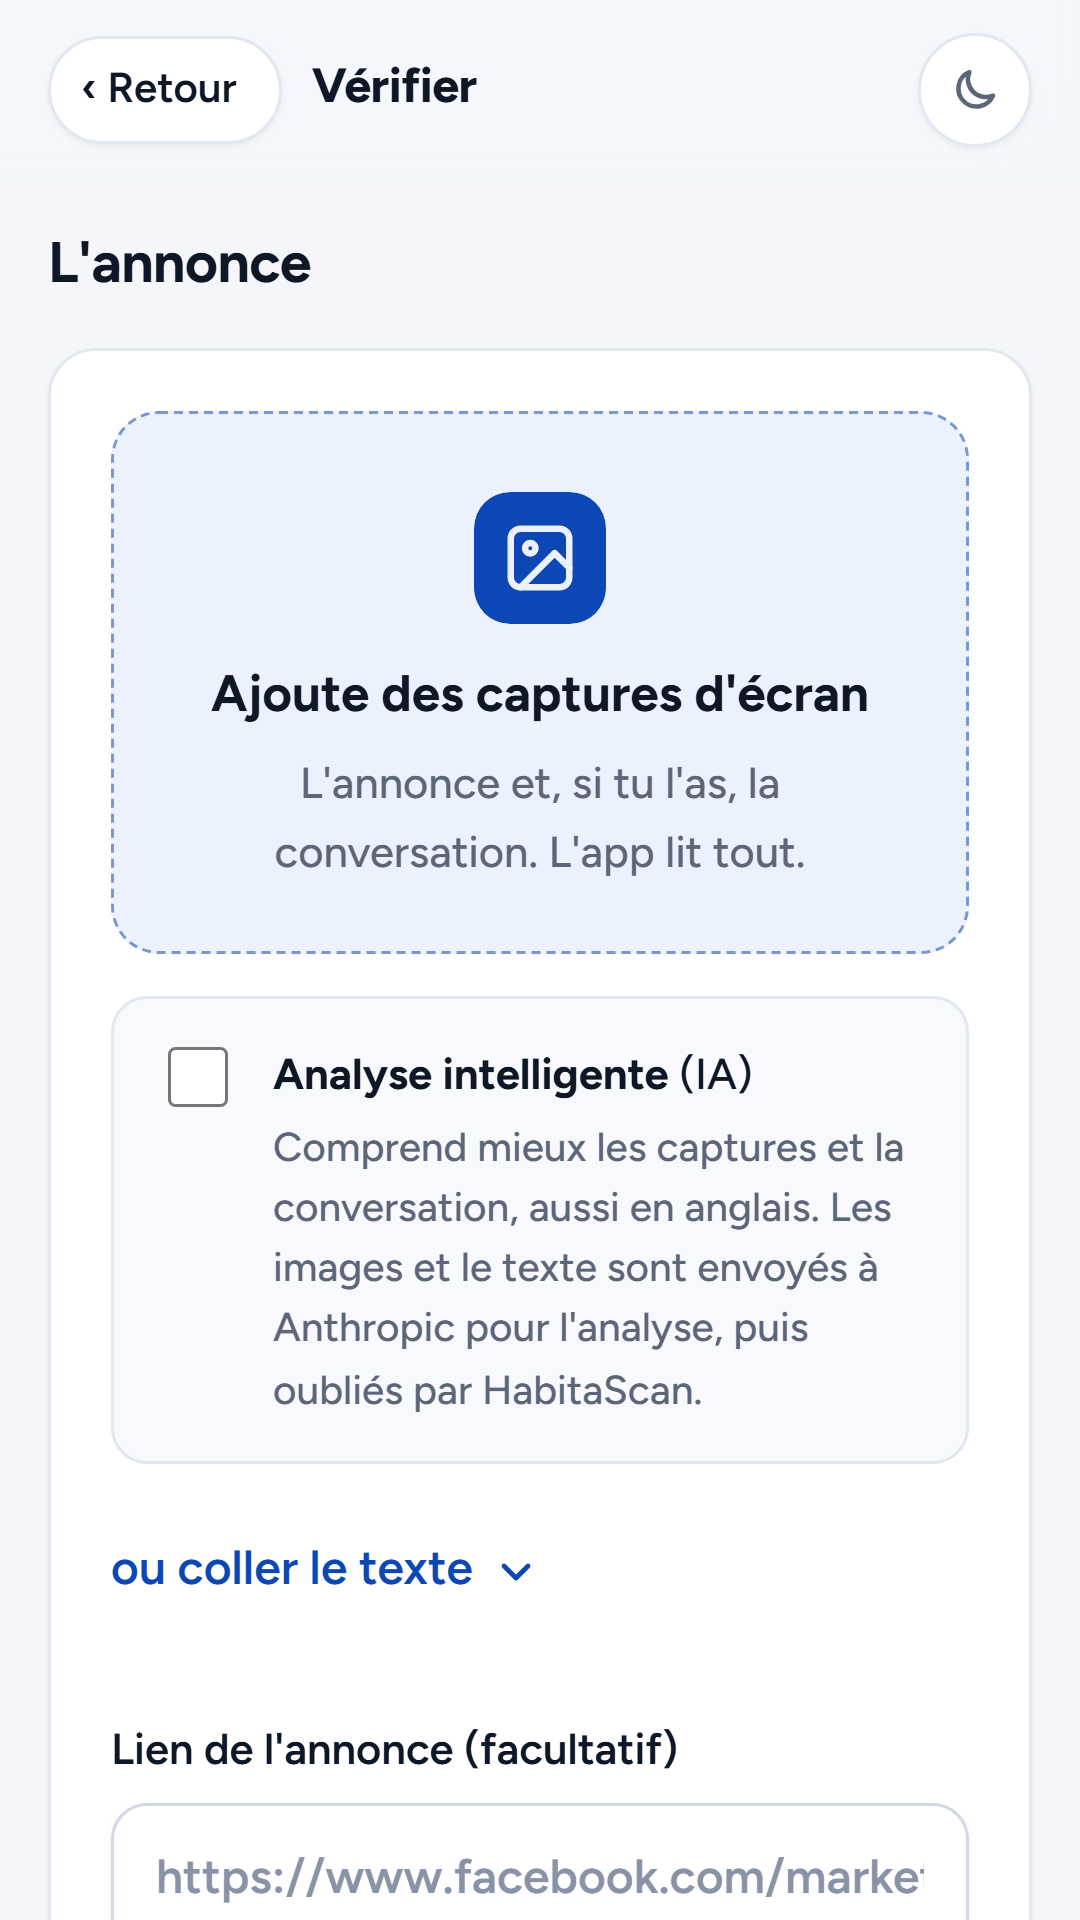 ‹ Retour
Vérifier
L'annonce
Ajoute des captures d'écran
L'annonce et, si tu l'as, la
conversation. L'app lit tout.
Analyse intelligente (IA)
Comprend mieux les captures et la
conversation, aussi en anglais. Les
images et le texte sont envoyés à
Anthropic pour l'analyse, puis
oubliés par HabitaScan.
ou coller le texte
Lien de l'annonce (facultatif)
https://www.facebook.com/market